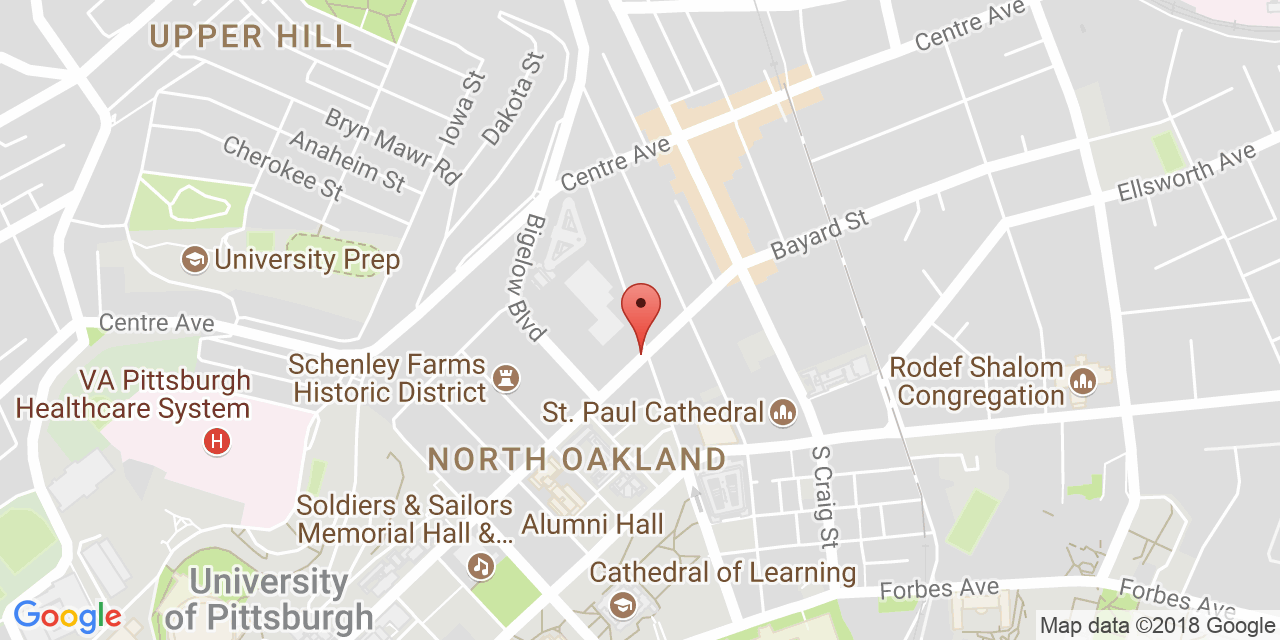 UPPER HILL
Centre Ave
Iowa St
Dakota St
Bryn Mawr Rd
Anaheim St
Cherokee St
Centre Ave
Ellsworth Ave
Bayard St
Bigelow Blvd
University Prep
Centre Ave
Schenley Farms
Historic District
VA Pittsburgh
Healthcare System
H
Rodef Shalom
Congregation
St. Paul Cathedral
NORTH OAKLAND
S Craig St
Soldiers & Sailors
Memorial Hall &...
Alumni Hall
Cathedral of Learning
University
of Pittsburgh
Forbes Ave
Forbes Ave
Google
Map data ©2018 Google